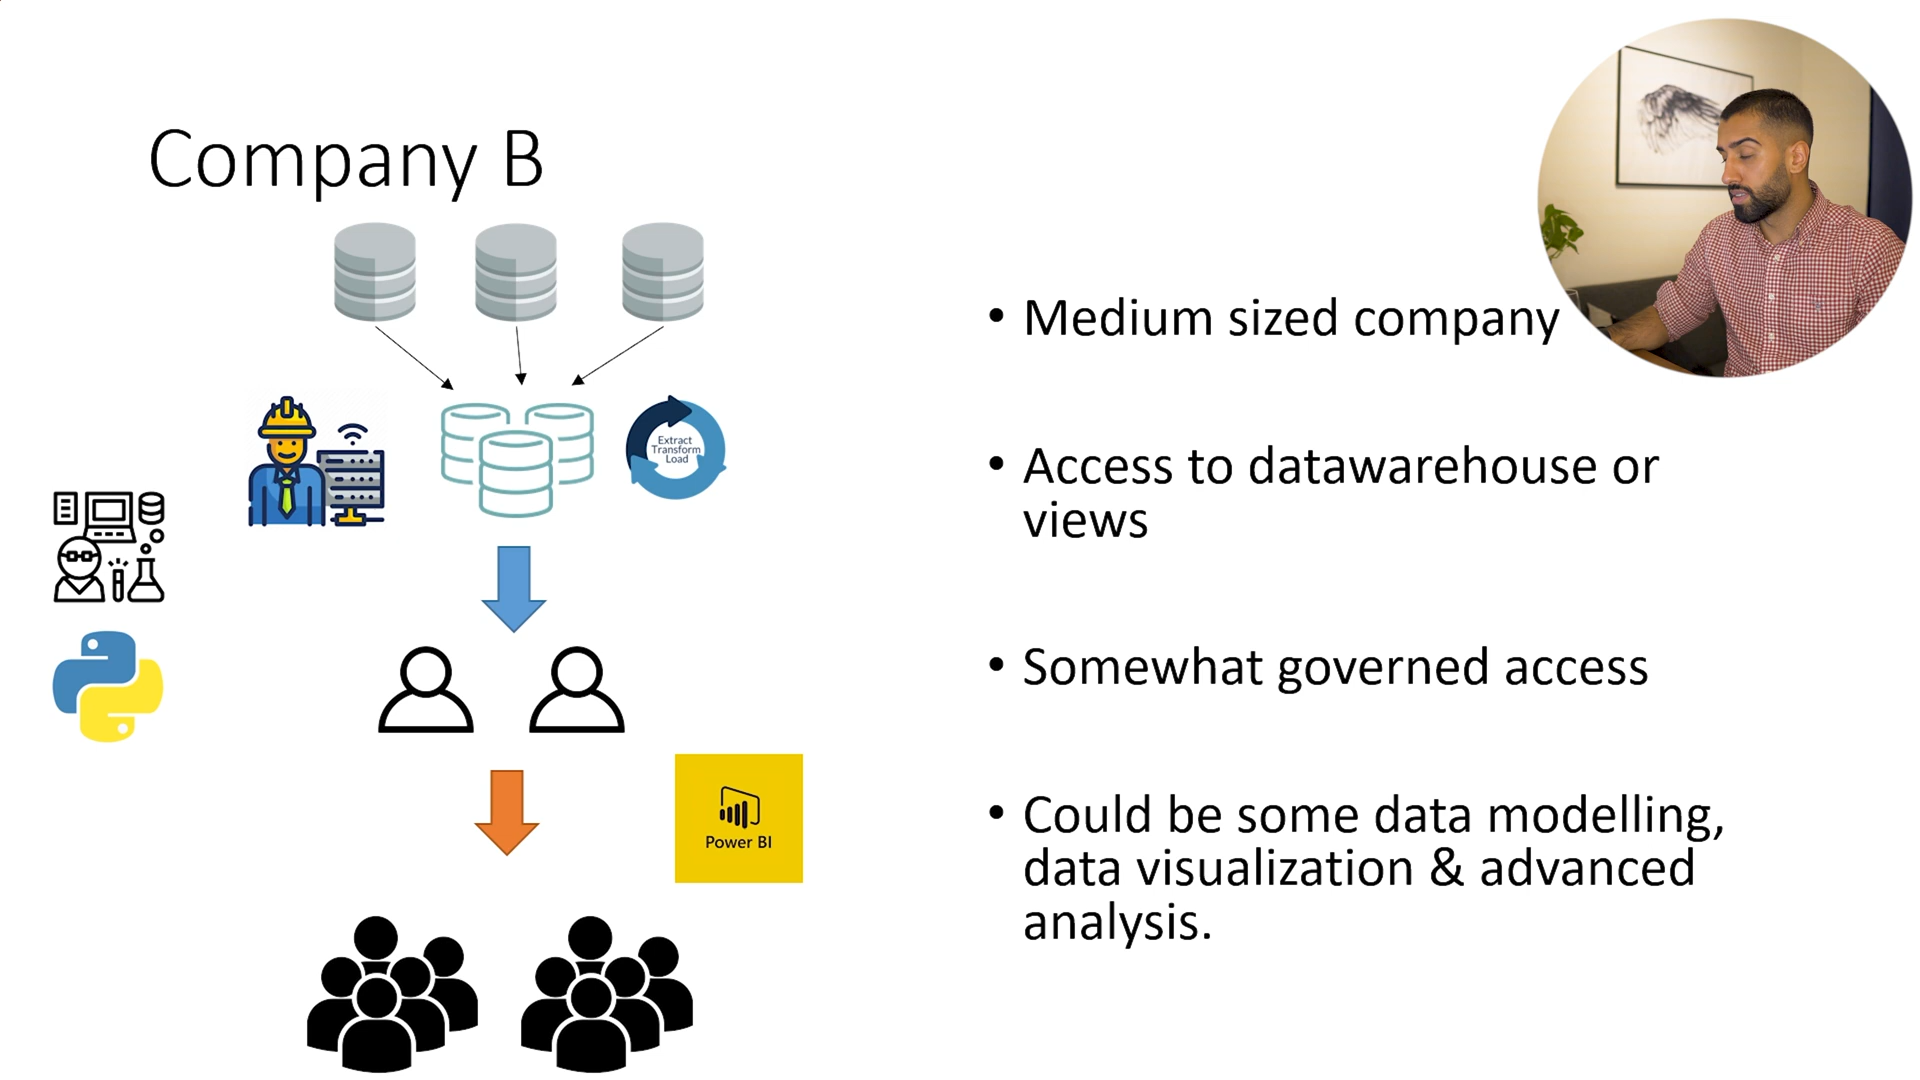 Company B
Extract
Transform
Load
Power BI
• Medium sized company
• Access to datawarehouse or
views
• Somewhat governed access
• Could be some data modelling,
data visualization & advanced
analysis.